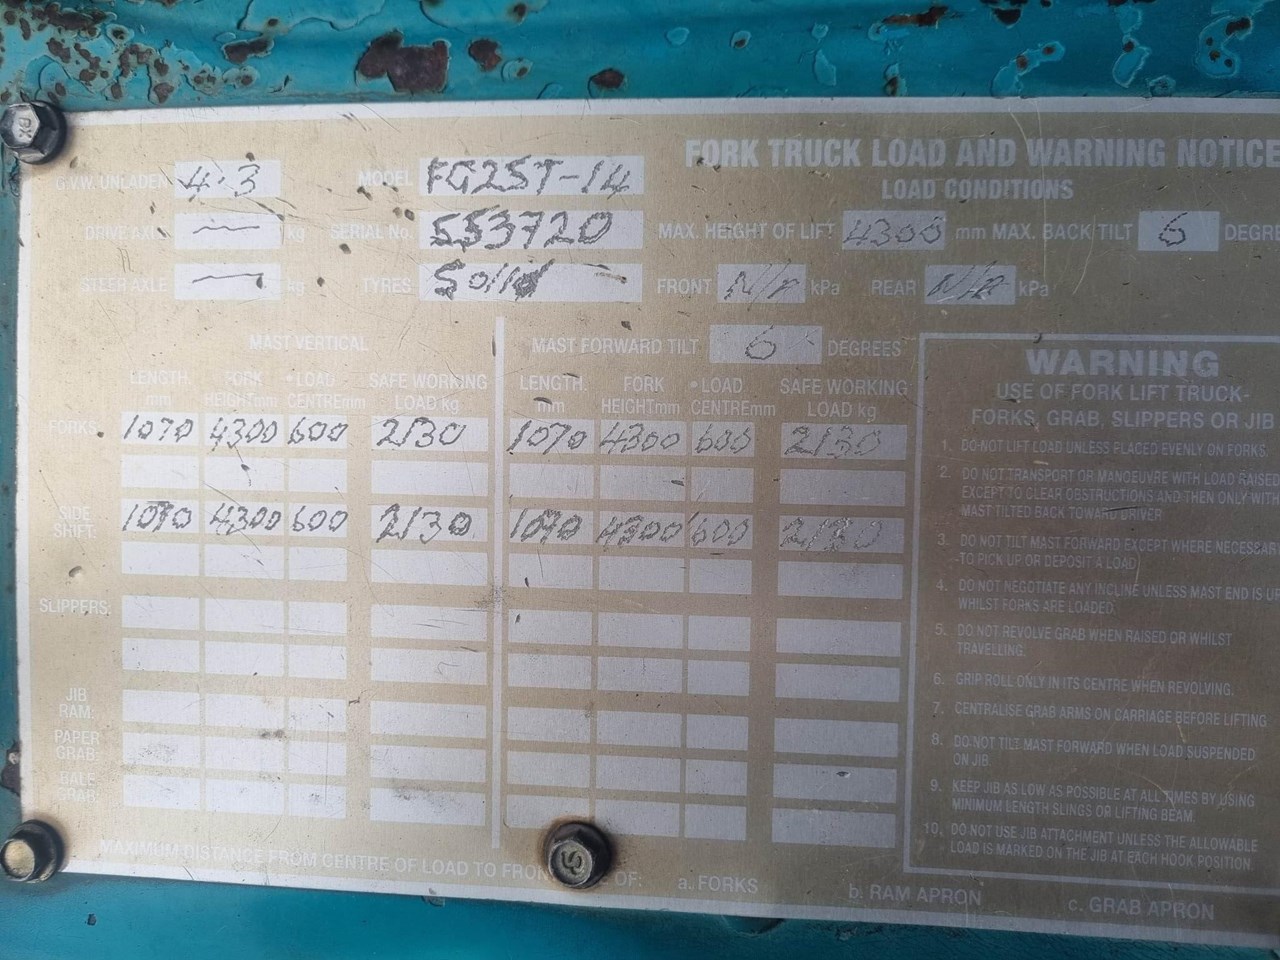 FORK TRUCK LOAD AND WARNING NOTICE
LOAD CONDITIONS
G.V.W. UNLADEN 4.3 MODEL FG25T-14
DRIVE AXLE — kg SERIAL No. 553720 MAX. HEIGHT OF LIFT 4300 mm MAX. BACK TILT 6 DEGRE
STEER AXLE — kg TYRES SOLID FRONT N/A kPa REAR N/A kPa
MAST VERTICAL MAST FORWARD TILT 6 DEGREES
LENGTH. FORK •LOAD SAFE WORKING LENGTH. FORK •LOAD SAFE WORKING
mm HEIGHTmm CENTREmm LOAD kg mm HEIGHTmm CENTREmm LOAD kg
FORKS. 1070 4300 600 2130 1070 4300 600 2130
SIDE
SHIFT. 1070 4300 600 2130 1070 4300 600 2130
SLIPPERS.
JIB
RAM.
PAPER
GRAB.
BALE
GRAB.
MAXIMUM DISTANCE FROM CENTRE OF LOAD TO FRON OF: a. FORKS b. RAM APRON c. GRAB APRON
WARNING
USE OF FORK LIFT TRUCK-
FORKS, GRAB, SLIPPERS OR JIB
1. DO NOT LIFT LOAD UNLESS PLACED EVENLY ON FORKS.
2. DO NOT TRANSPORT OR MANOEUVRE WITH LOAD RAISED
EXCEPT TO CLEAR OBSTRUCTIONS AND THEN ONLY WITH
MAST TILTED BACK TOWARD DRIVER
3. DO NOT TILT MAST FORWARD EXCEPT WHERE NECESSAR
TO PICK UP OR DEPOSIT A LOAD
4. DO NOT NEGOTIATE ANY INCLINE UNLESS MAST END IS UP
WHILST FORKS ARE LOADED.
5. DO NOT REVOLVE GRAB WHEN RAISED OR WHILST
TRAVELLING.
6. GRIP ROLL ONLY IN ITS CENTRE WHEN REVOLVING.
7. CENTRALISE GRAB ARMS ON CARRIAGE BEFORE LIFTING
8. DO NOT TILT MAST FORWARD WHEN LOAD SUSPENDED
ON JIB.
9. KEEP JIB AS LOW AS POSSIBLE AT ALL TIMES BY USING
MINIMUM LENGTH SLINGS OR LIFTING BEAM.
10. DO NOT USE JIB ATTACHMENT UNLESS THE ALLOWABLE
LOAD IS MARKED ON THE JIB AT EACH HOOK POSITION